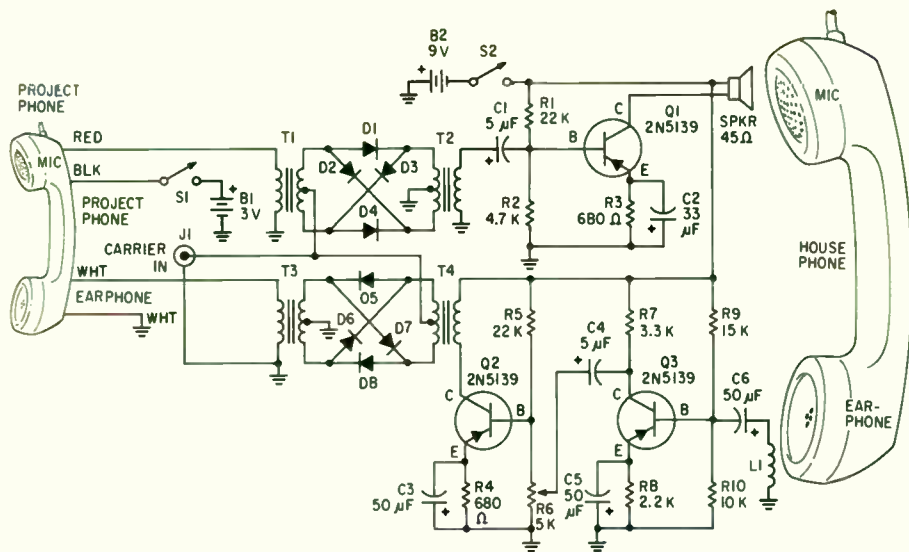 PROJECT
PHONE
MIC
RED
BLK
S1
PROJECT
PHONE
B1
3V
J1
CARRIER
IN
WHT
EARPHONE
WHT
T1
D1
D2
D3
D4
T2
T3
O5
D6
D7
D8
T4
B2
9V
S2
C1
5 µF
R1
22 K
R2
4.7 K
C
B
E
Q1
2N5139
R3
680 Ω
C2
33
µF
SPKR
45Ω
MIC
HOUSE
PHONE
EAR-
PHONE
R5
22K
C4
5 µF
R7
3.3 K
R9
15 K
Q2
2N5139
C
B
E
Q3
2N5139
C
B
E
C6
50
µF
L1
C3
50 µF
R4
680
Ω
R6
5K
C5
50
µF
R8
2.2 K
R10
10 K